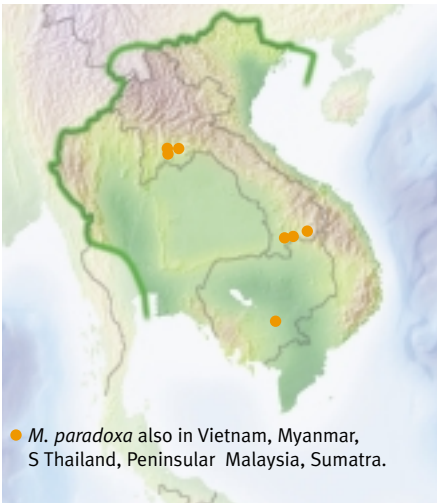 M. paradoxa also in Vietnam, Myanmar,
S Thailand, Peninsular Malaysia, Sumatra.